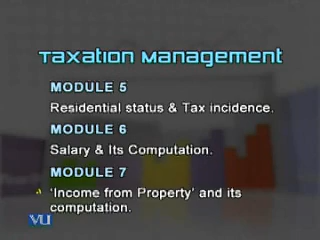 Taxation Management
MODULE 5
Residential status & Tax incidence.
MODULE 6
Salary & Its Computation.
MODULE 7
'Income from Property' and its
computation.
VU